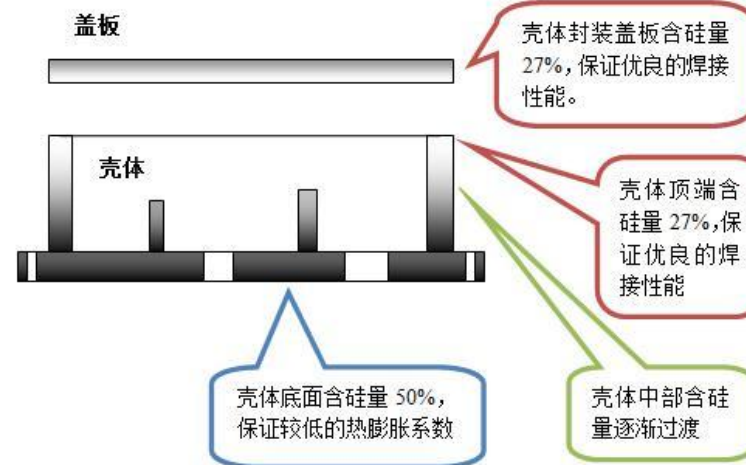 盖板
壳体封装盖板含硅量
27%，保证优良的焊接
性能。
壳体
壳体顶端含
硅量 27%，保
证优良的焊
接性能
壳体底面含硅量 50%，
保证较低的热膨胀系数
壳体中部含硅
量逐渐过渡